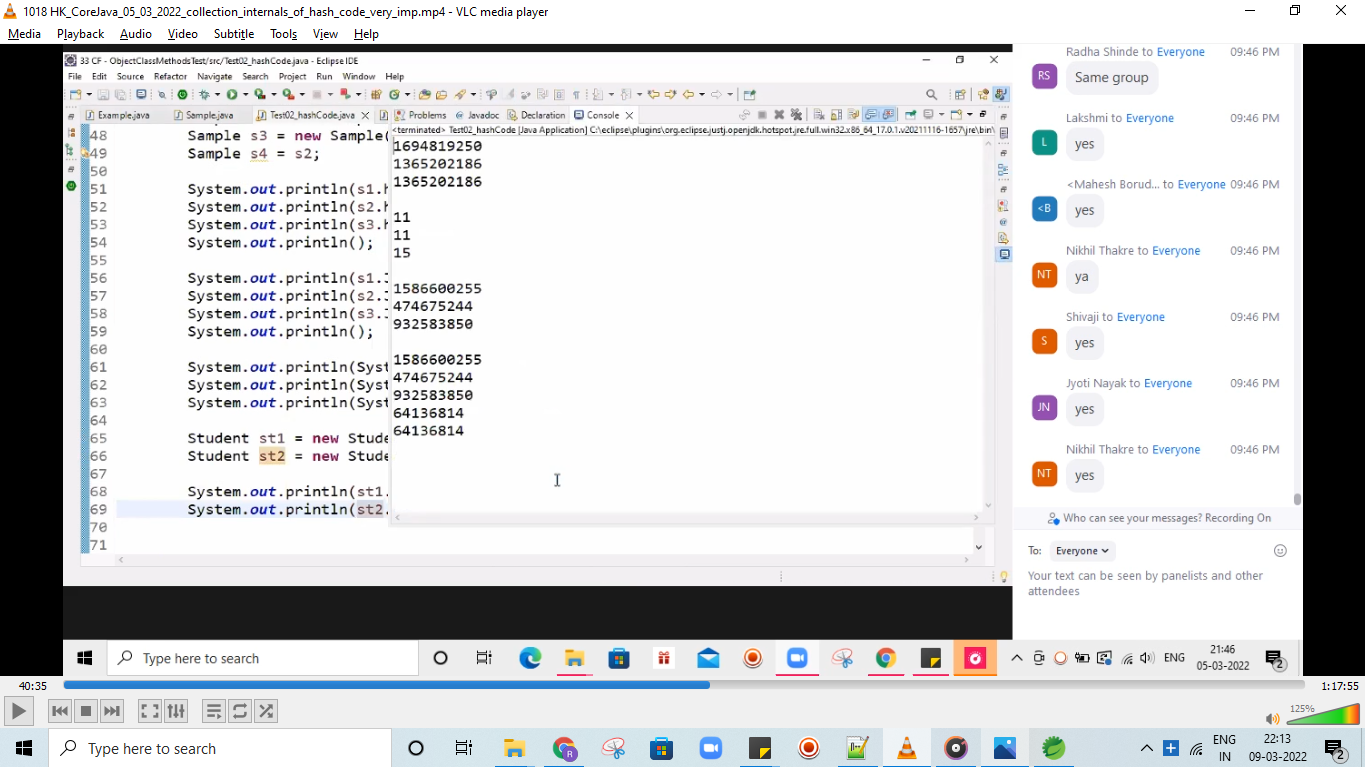 1018 HK_CoreJava_05_03_2022_collection_internals_of_hash_code_very_imp.mp4 - VLC media player
Media Playback Audio Video Subtitle Tools View Help
33 CF - ObjectClassMethodsTest/src/Test02_hashCode.java - Eclipse IDE
File Edit Source Refactor Navigate Search Project Run Window Help
Example.java Sample.java Test02_hashCode.java Problems Javadoc Declaration Console
<terminated> Test02_hashCode [Java Application] C:\eclipse\plugins\org.eclipse.justj.openjdk.hotspot.jre.full.win32.x86_64_17.0.1.v20211116-1657\jre\bin\
48 Sample s3 = new Sample(
49 Sample s4 = s2;
50
51 System.out.println(s1.h
52 System.out.println(s2.h
53 System.out.println(s3.h
54 System.out.println();
55
56 System.out.println(s1.I
57 System.out.println(s2.I
58 System.out.println(s3.I
59 System.out.println();
60
61 System.out.println(Syst
62 System.out.println(Syst
63 System.out.println(Syst
64
65 Student st1 = new Stude
66 Student st2 = new Stude
67
68 System.out.println(st1.
69 System.out.println(st2.
70
71
1694819250
1365202186
1365202186
11
11
15
1586600255
474675244
932583850
1586600255
474675244
932583850
64136814
64136814
Radha Shinde to Everyone 09:46 PM
RS Same group
Lakshmi to Everyone 09:46 PM
L yes
<Mahesh Borud... to Everyone 09:46 PM
<B yes
Nikhil Thakre to Everyone 09:46 PM
NT ya
Shivaji to Everyone 09:46 PM
S yes
Jyoti Nayak to Everyone 09:46 PM
JN yes
Nikhil Thakre to Everyone 09:46 PM
NT yes
Who can see your messages? Recording On
To: Everyone
Your text can be seen by panelists and other
attendees
Type here to search
ENG
21:46
05-03-2022
2
40:35
1:17:55
125%
Type here to search
ENG
IN
22:13
09-03-2022
2